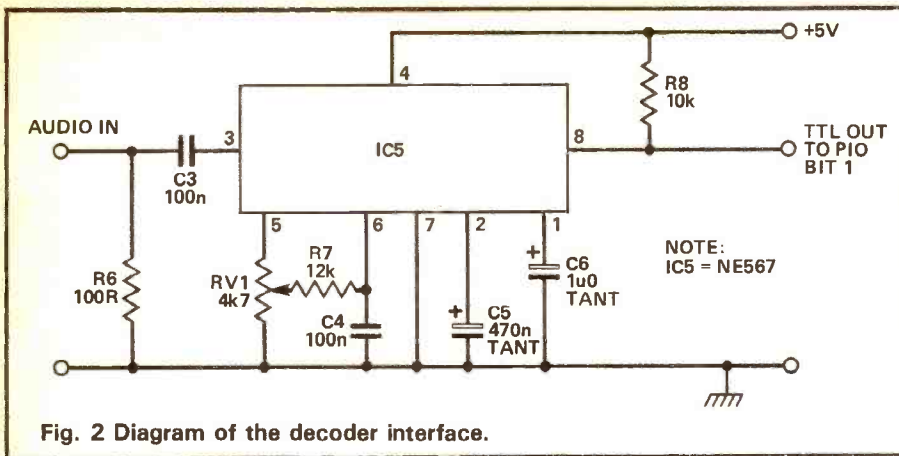 +5V
4
R8
10k
AUDIO IN
3
IC5
8
TTL OUT
TO PIO
BIT 1
C3
100n
5
6
7
2
1
R7
12k
NOTE:
IC5 = NE567
R6
100R
RV1
4k7
+
C6
1u0
TANT
C4
100n
+
C5
470n
TANT
Fig. 2 Diagram of the decoder interface.